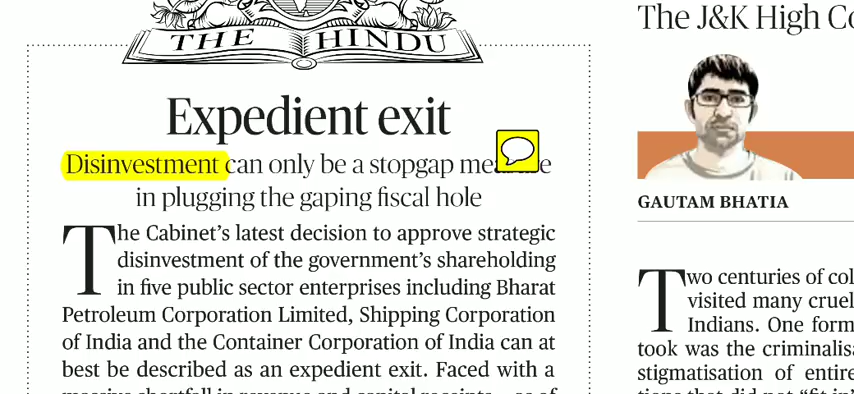 THE HINDU
Expedient exit
Disinvestment can only be a stopgap
in plugging the gaping fiscal hole
The Cabinet's latest decision to approve strategic
disinvestment of the government's shareholding
in five public sector enterprises including Bharat
Petroleum Corporation Limited, Shipping Corporation
of India and the Container Corporation of India can at
best be described as an expedient exit. Faced with a
The J&K High Co
GAUTAM BHATIA
Two centuries of col
visited many cruel
Indians. One form
took was the criminalisa
stigmatisation of entire